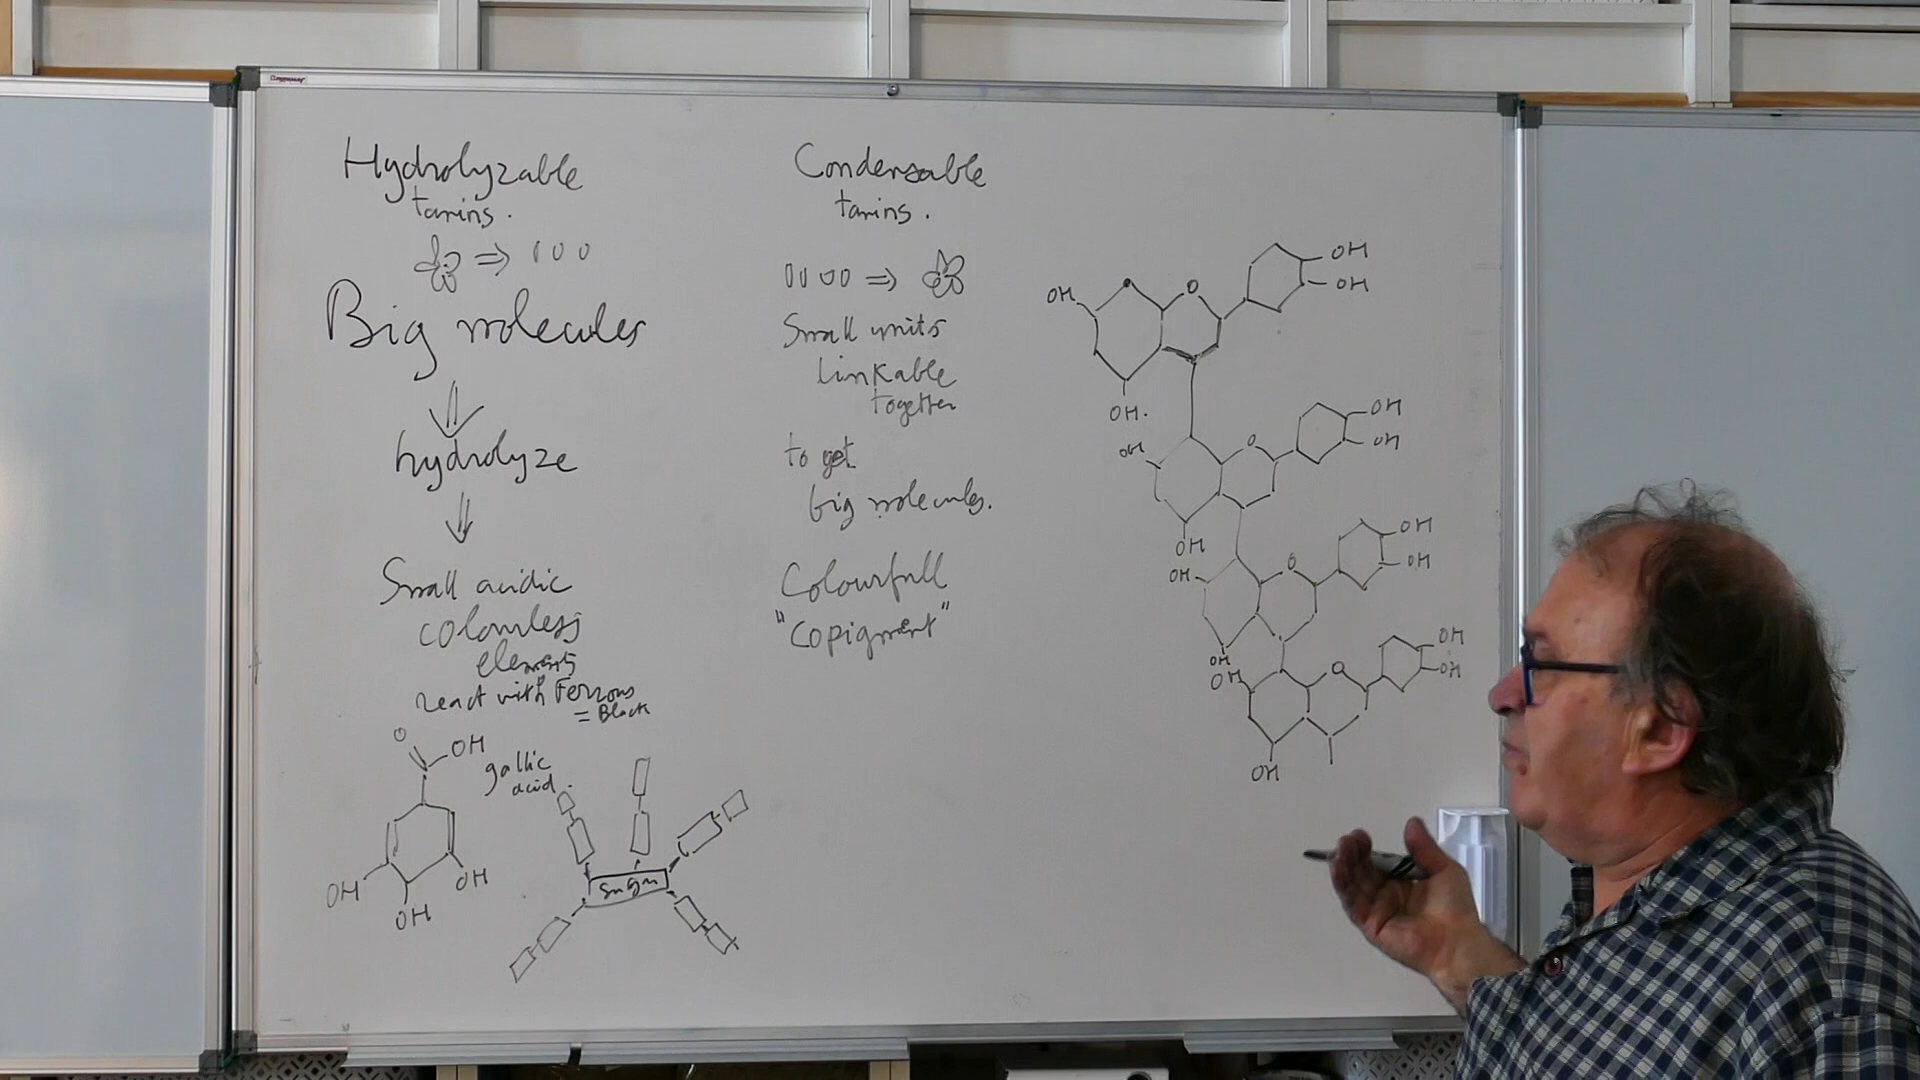 Hydrolyzable
tanins.
Big molecules
hydrolyze
Small acidic
colourless
elements
react with Ferrous
= Black
O
OH
gallic
acid.
OH
OH
OH
Sugar
Condensable
tanins.
Small units
linkable
together
to get
big molecules.
Colourfull
"Copigment"
OH
O
OH
OH
OH.
OH
O
OH
OH
OH
OH
O
OH
OH
OH
OH
O
OH
OH
OH